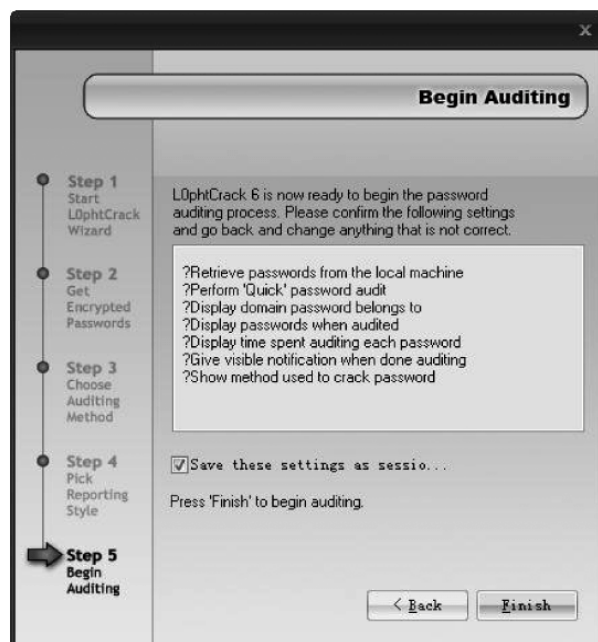 x
Begin Auditing
Step 1
Start
L0phtCrack
Wizard
Step 2
Get
Encrypted
Passwords
Step 3
Choose
Auditing
Method
Step 4
Pick
Reporting
Style
Step 5
Begin
Auditing
L0phtCrack 6 is now ready to begin the password
auditing process. Please confirm the following settings
and go back and change anything that is not correct.
?Retrieve passwords from the local machine
?Perform 'Quick' password audit
?Display domain password belongs to
?Display passwords when audited
?Display time spent auditing each password
?Give visible notification when done auditing
?Show method used to crack password
Save these settings as sessio...
Press 'Finish' to begin auditing.
< Back
Finish